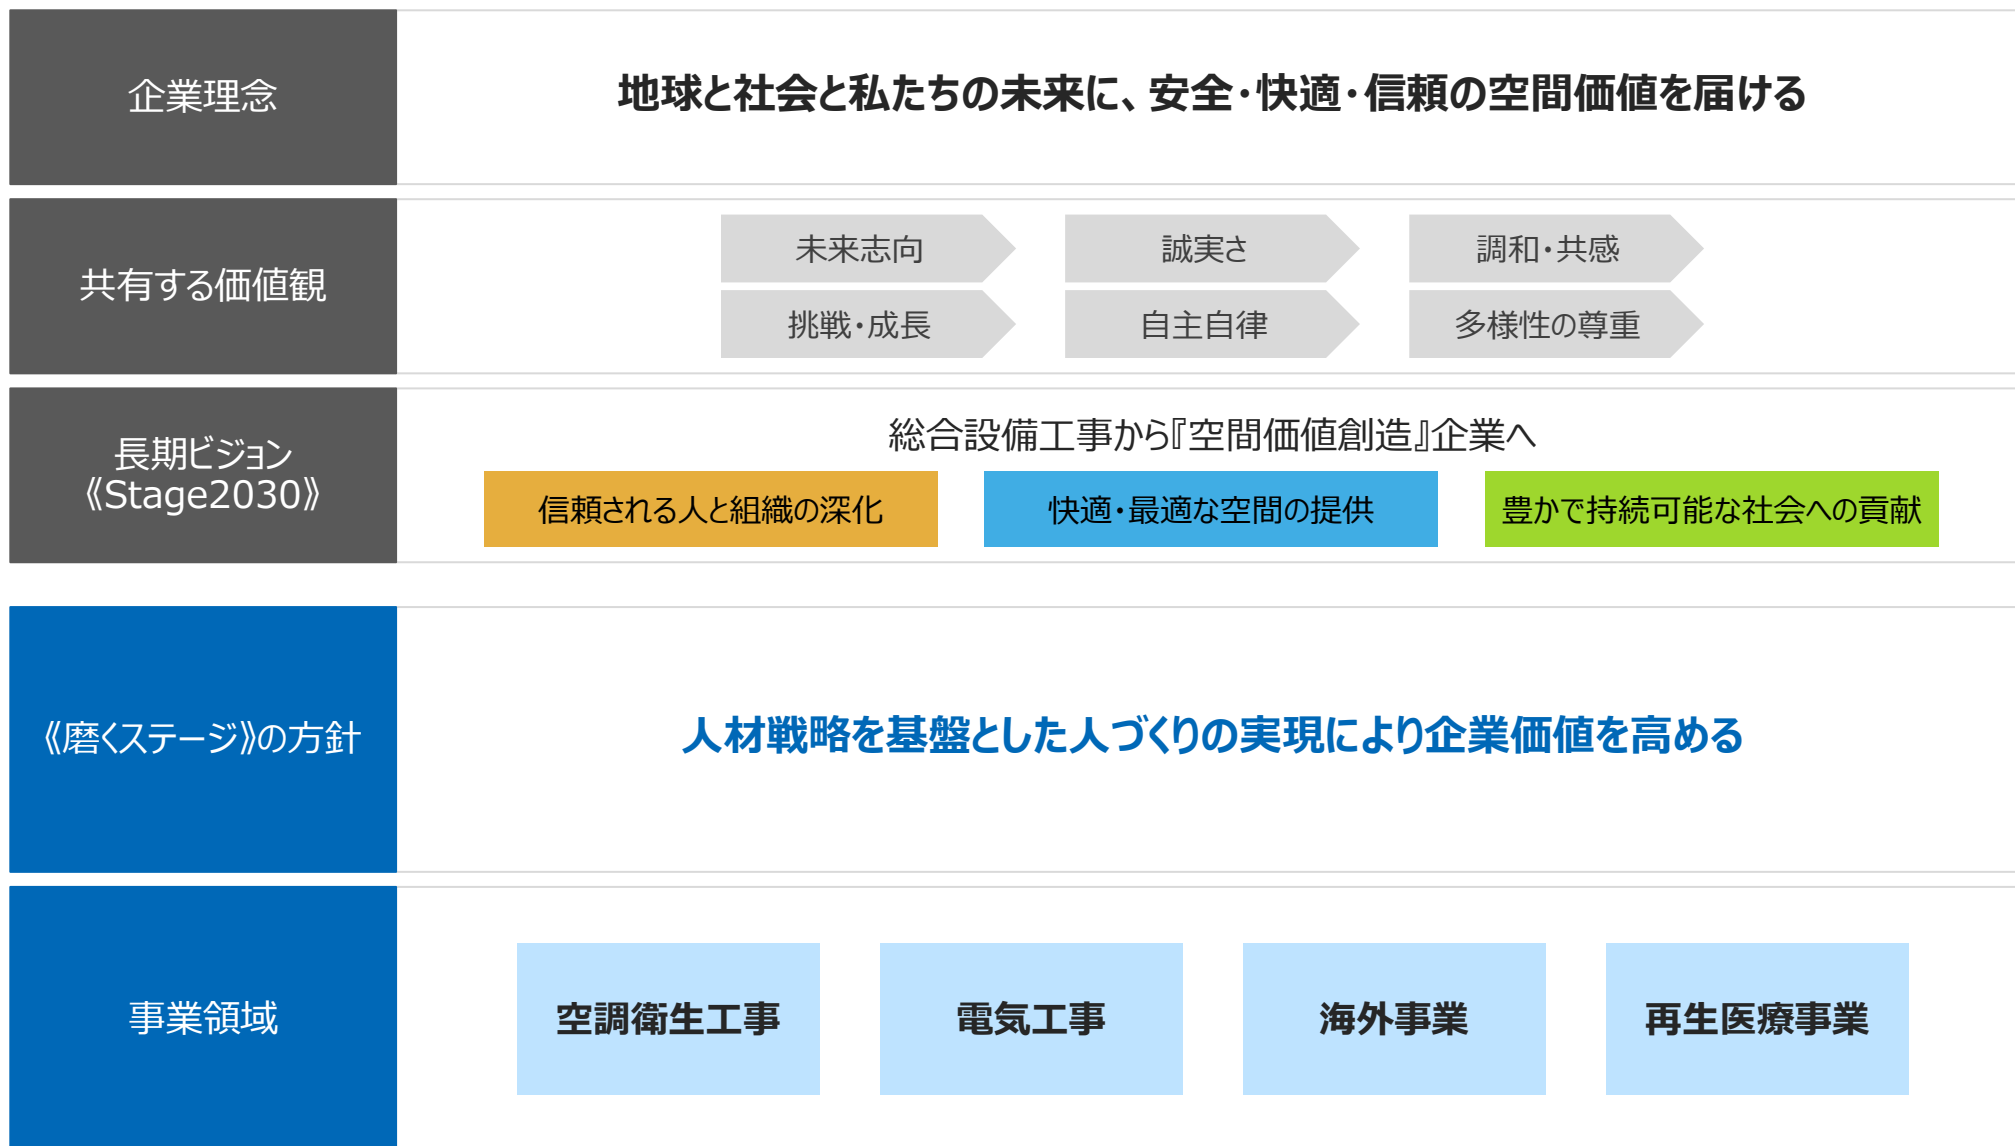 企業理念
地球と社会と私たちの未来に、安全・快適・信頼の空間価値を届ける
共有する価値観
未来志向
誠実さ
調和・共感
挑戦・成長
自主自律
多様性の尊重
長期ビジョン
《Stage2030》
総合設備工事から『空間価値創造』企業へ
信頼される人と組織の深化
快適・最適な空間の提供
豊かで持続可能な社会への貢献
《磨くステージ》の方針
人材戦略を基盤とした人づくりの実現により企業価値を高める
事業領域
空調衛生工事
電気工事
海外事業
再生医療事業